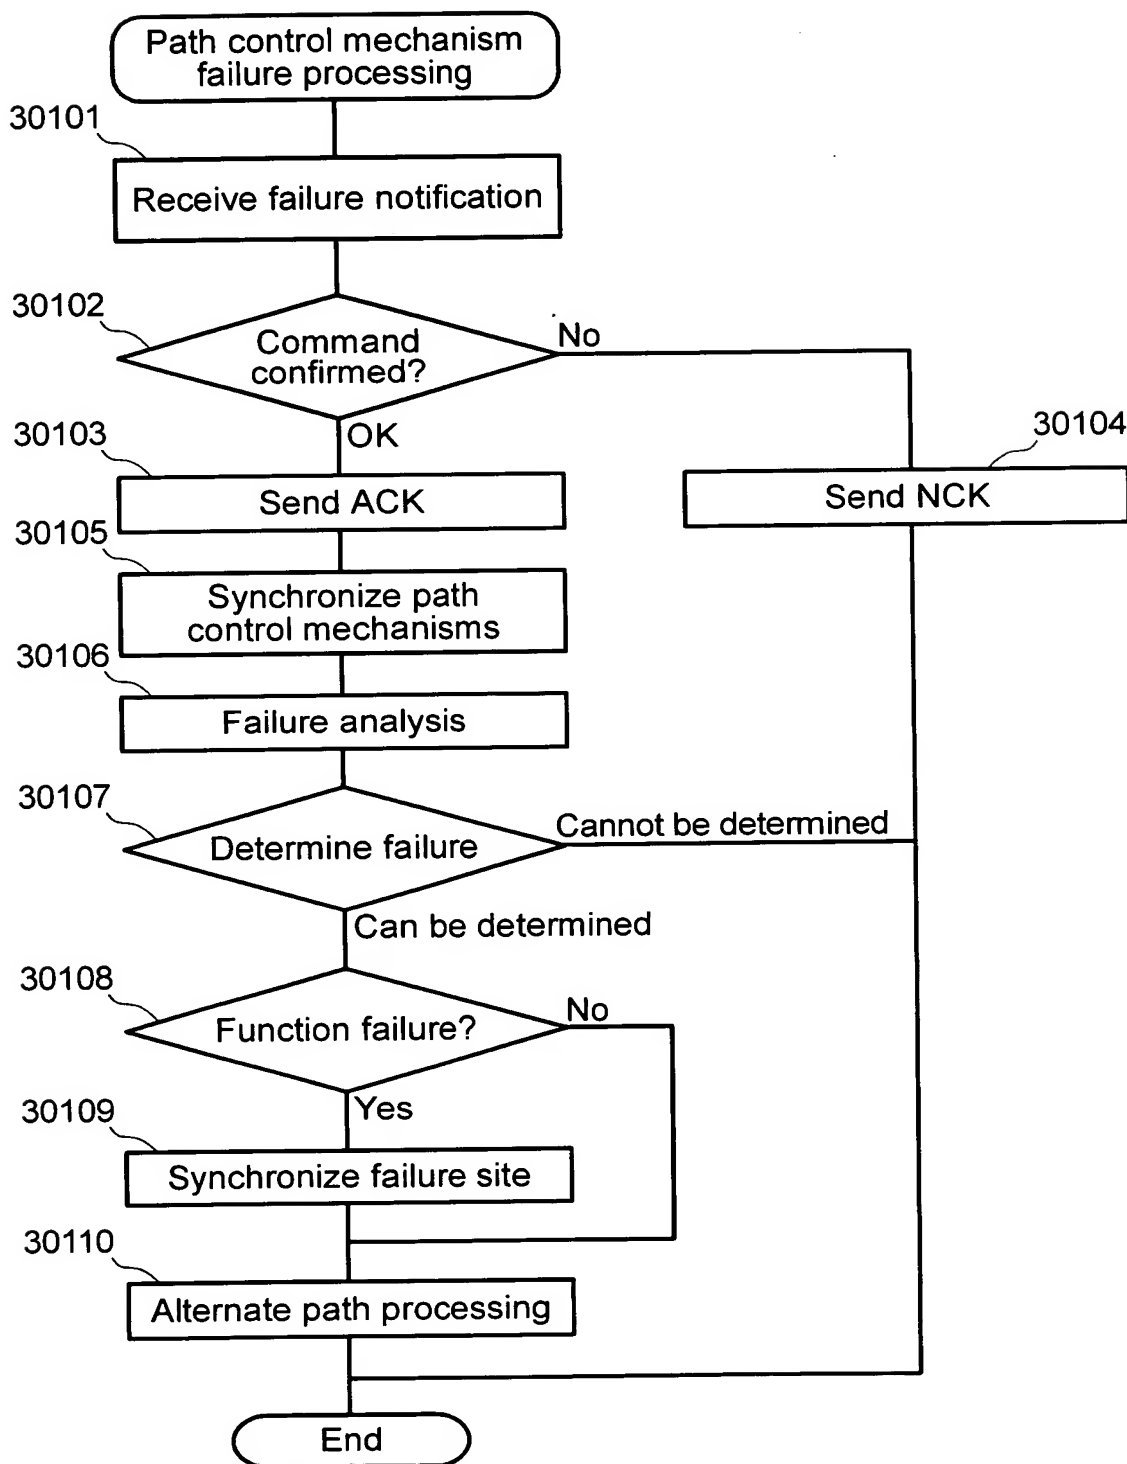 Path control mechanism
failure processing
30101
Receive failure notification
30102
Command
confirmed?
No
OK
30103
Send ACK
30104
Send NCK
30105
Synchronize path
control mechanisms
30106
Failure analysis
30107
Determine failure
Cannot be determined
Can be determined
30108
Function failure?
No
Yes
30109
Synchronize failure site
30110
Alternate path processing
End